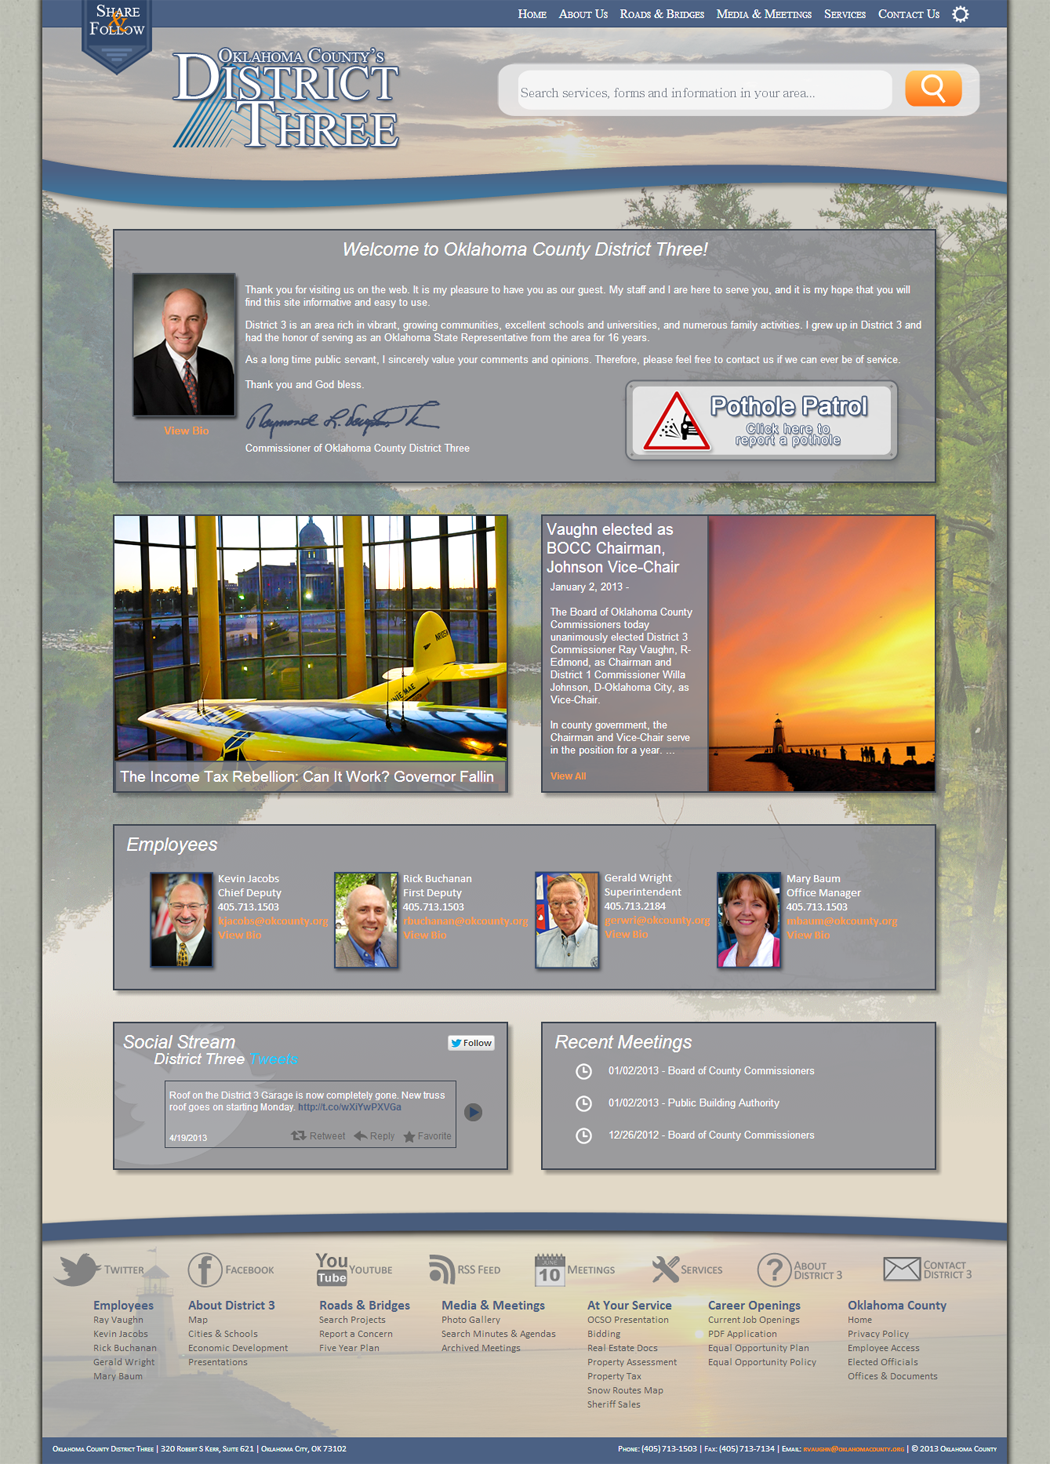 Share & Follow
Home About Us Roads & Bridges Media & Meetings Services Contact Us
Oklahoma County's
District
Three
Search services, forms and information in your area...
Welcome to Oklahoma County District Three!
Thank you for visiting us on the web. It is my pleasure to have you as our guest. My staff and I are here to serve you, and it is my hope that you will
find this site informative and easy to use.
District 3 is an area rich in vibrant, growing communities, excellent schools and universities, and numerous family activities. I grew up in District 3 and
had the honor of serving as an Oklahoma State Representative from the area for 16 years.
As a long time public servant, I sincerely value your comments and opinions. Therefore, please feel free to contact us if we can ever be of service.
Thank you and God bless.
View Bio
Commissioner of Oklahoma County District Three
Pothole Patrol
Click here to
report a pothole
The Income Tax Rebellion: Can It Work? Governor Fallin
Vaughn elected as
BOCC Chairman,
Johnson Vice-Chair
January 2, 2013 -
The Board of Oklahoma County
Commissioners today
unanimously elected District 3
Commissioner Ray Vaughn, R-
Edmond, as Chairman and
District 1 Commissioner Willa
Johnson, D-Oklahoma City, as
Vice-Chair.
In county government, the
Chairman and Vice-Chair serve
in the position for a year. ...
View All
Employees
Kevin Jacobs
Chief Deputy
405.713.1503
kjacobs@okcounty.org
View Bio
Rick Buchanan
First Deputy
405.713.1503
rbuchanan@okcounty.org
View Bio
Gerald Wright
Superintendent
405.713.2184
gerwri@okcounty.org
View Bio
Mary Baum
Office Manager
405.713.1503
mbaum@okcounty.org
View Bio
Social Stream
District Three Tweets
Follow
Roof on the District 3 Garage is now completely gone. New truss
roof goes on starting Monday. http://t.co/wXiYwPXVGa
4/19/2013 Retweet Reply Favorite
Recent Meetings
01/02/2013 - Board of County Commissioners
01/02/2013 - Public Building Authority
12/26/2012 - Board of County Commissioners
Twitter
Facebook
You Tube Youtube
RSS Feed
10 Meetings
Services
? About District 3
Contact District 3
Employees
Ray Vaughn
Kevin Jacobs
Rick Buchanan
Gerald Wright
Mary Baum
About District 3
Map
Cities & Schools
Economic Development
Presentations
Roads & Bridges
Search Projects
Report a Concern
Five Year Plan
Media & Meetings
Photo Gallery
Search Minutes & Agendas
Archived Meetings
At Your Service
OCSO Presentation
Bidding
Real Estate Docs
Property Assessment
Property Tax
Snow Routes Map
Sheriff Sales
Career Openings
Current Job Openings
PDF Application
Equal Opportunity Plan
Equal Opportunity Policy
Oklahoma County
Home
Privacy Policy
Employee Access
Elected Officials
Offices & Documents
Oklahoma County District Three | 320 Robert S Kerr, Suite 621 | Oklahoma City, OK 73102
Phone: (405) 713-1503 | Fax: (405) 713-7134 | Email: rvaughn@oklahomacounty.org | © 2013 Oklahoma County